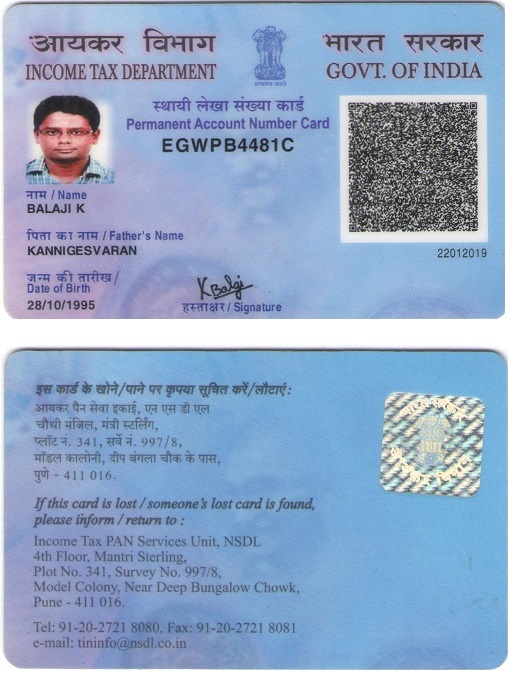 आयकर विभाग
INCOME TAX DEPARTMENT
सत्यमेव जयते
भारत सरकार
GOVT. OF INDIA
स्थायी लेखा संख्या कार्ड
Permanent Account Number Card
EGWPB4481C
नाम / Name
BALAJI K
पिता का नाम / Father's Name
KANNIGESVARAN
22012019
जन्म की तारीख /
Date of Birth
28/10/1995
K Balaji
हस्ताक्षर / Signature
इस कार्ड के खोने/पाने पर कृपया सूचित करें/लौटाएं:
आयकर पैन सेवा इकाई, एन एस डी एल
चौथी मंजिल, मंत्री स्टर्लिंग,
प्लॉट नं. 341, सर्वे नं. 997/8,
मॉडल कालोनी, दीप बंगला चौक के पास,
पुणे - 411 016.
If this card is lost / someone's lost card is found,
please inform / return to :
Income Tax PAN Services Unit, NSDL
4th Floor, Mantri Sterling,
Plot No. 341, Survey No. 997/8,
Model Colony, Near Deep Bungalow Chowk,
Pune - 411 016.
Tel: 91-20-2721 8080, Fax: 91-20-2721 8081
e-mail: tininfo@nsdl.co.in